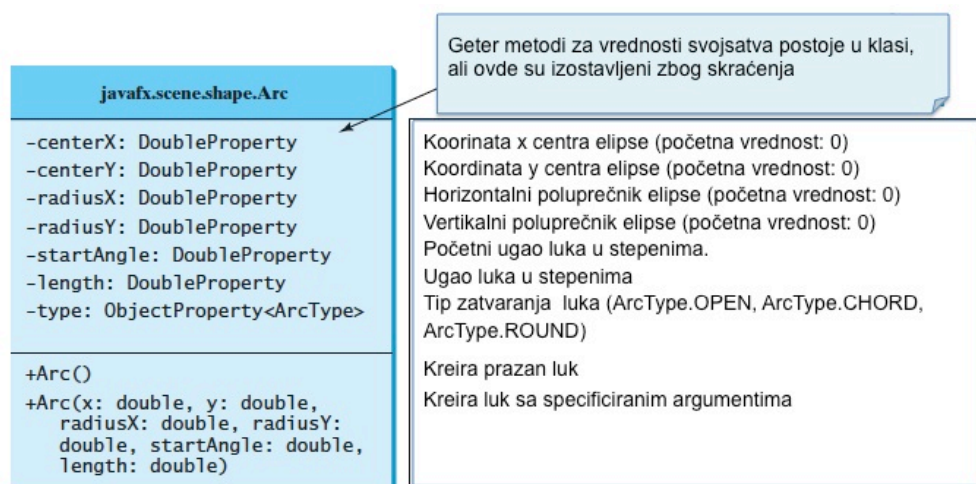 Geter metodi za vrednosti svojsatva postoje u klasi,
ali ovde su izostavljeni zbog skraćenja
javafx.scene.shape.Arc
-centerX: DoubleProperty
-centerY: DoubleProperty
-radiusX: DoubleProperty
-radiusY: DoubleProperty
-startAngle: DoubleProperty
-length: DoubleProperty
-type: ObjectProperty<ArcType>
Koorinata x centra elipse (početna vrednost: 0)
Koordinata y centra elipse (početna vrednost: 0)
Horizontalni poluprečnik elipse (početna vrednost: 0)
Vertikalni poluprečnik elipse (početna vrednost: 0)
Početni ugao luka u stepenima.
Ugao luka u stepenima
Tip zatvaranja luka (ArcType.OPEN, ArcType.CHORD,
ArcType.ROUND)
+Arc()
+Arc(x: double, y: double,
radiusX: double, radiusY:
double, startAngle: double,
length: double)
Kreira prazan luk
Kreira luk sa specificiranim argumentima